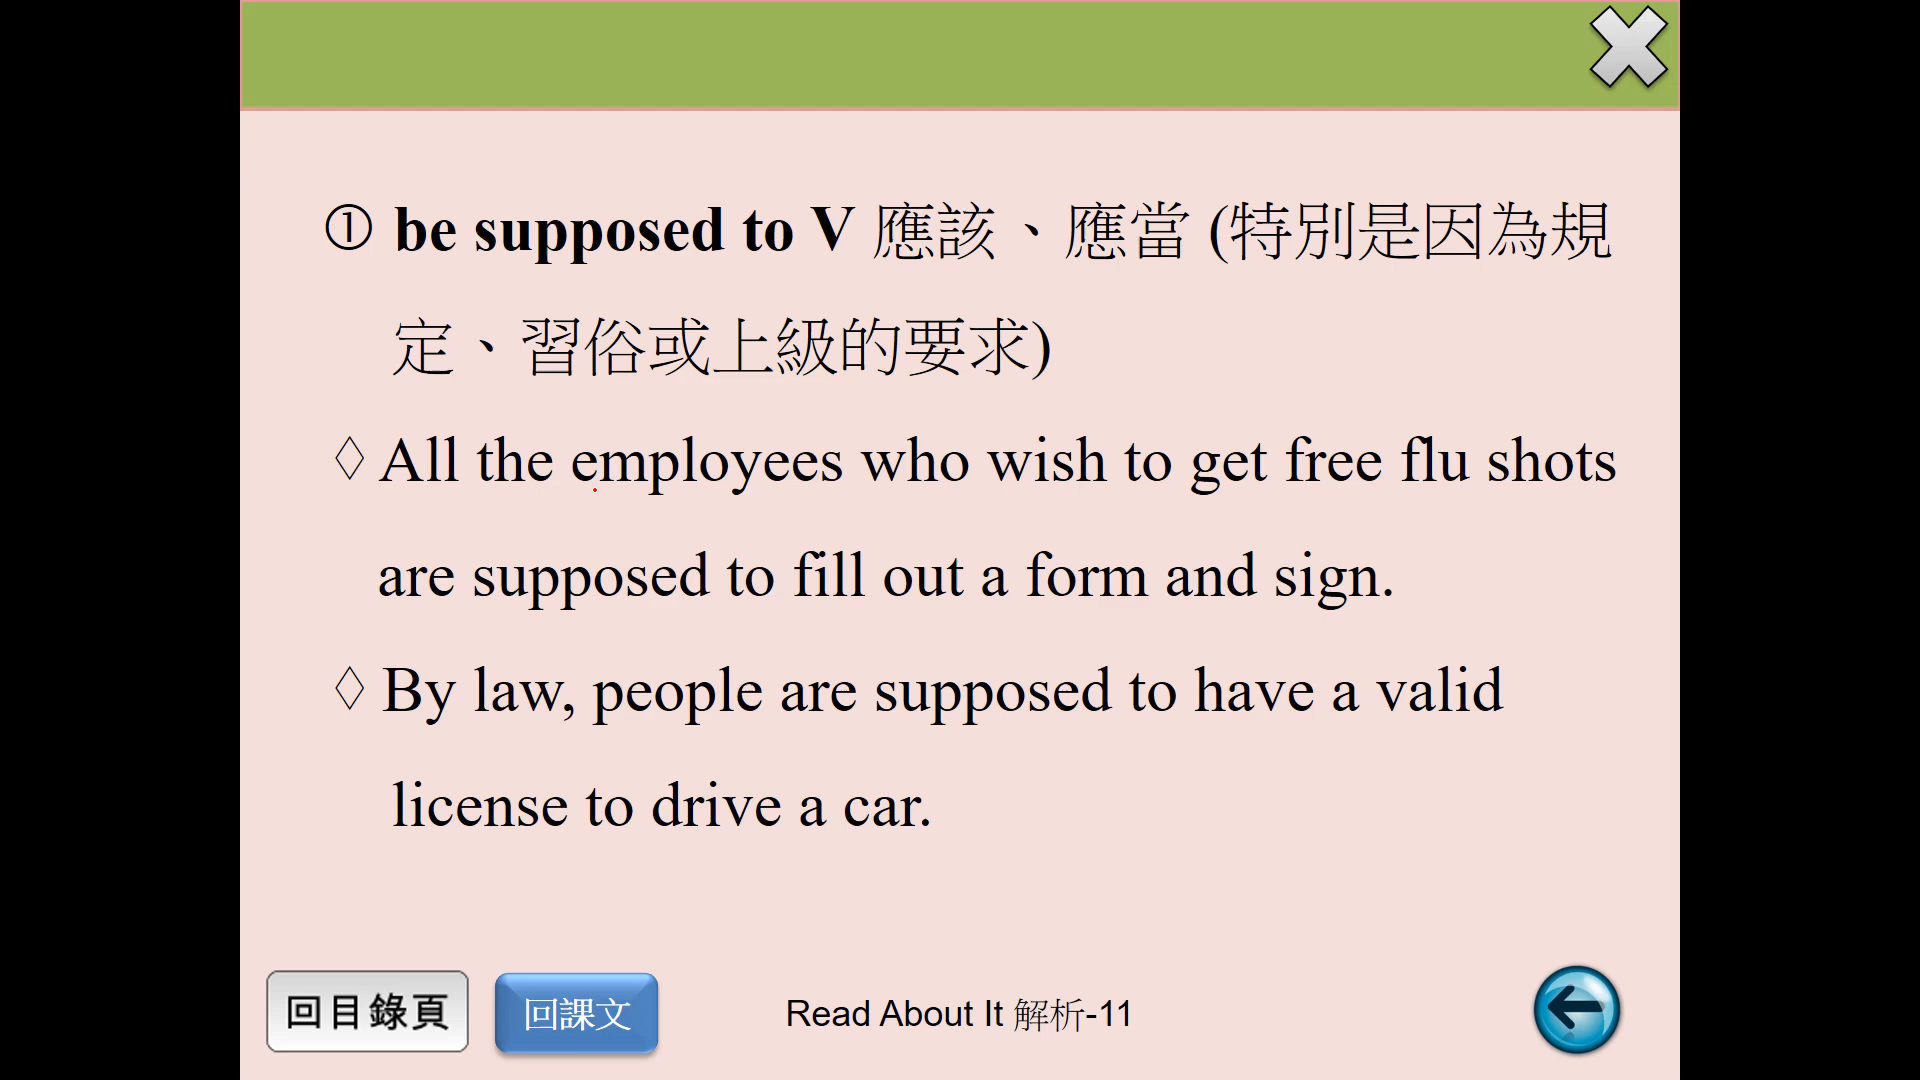 ① be supposed to V 應該、應當 (特別是因為規
定、習俗或上級的要求)
◊ All the employees who wish to get free flu shots
are supposed to fill out a form and sign.
◊ By law, people are supposed to have a valid
license to drive a car.
回目錄頁 回課文 Read About It 解析-11